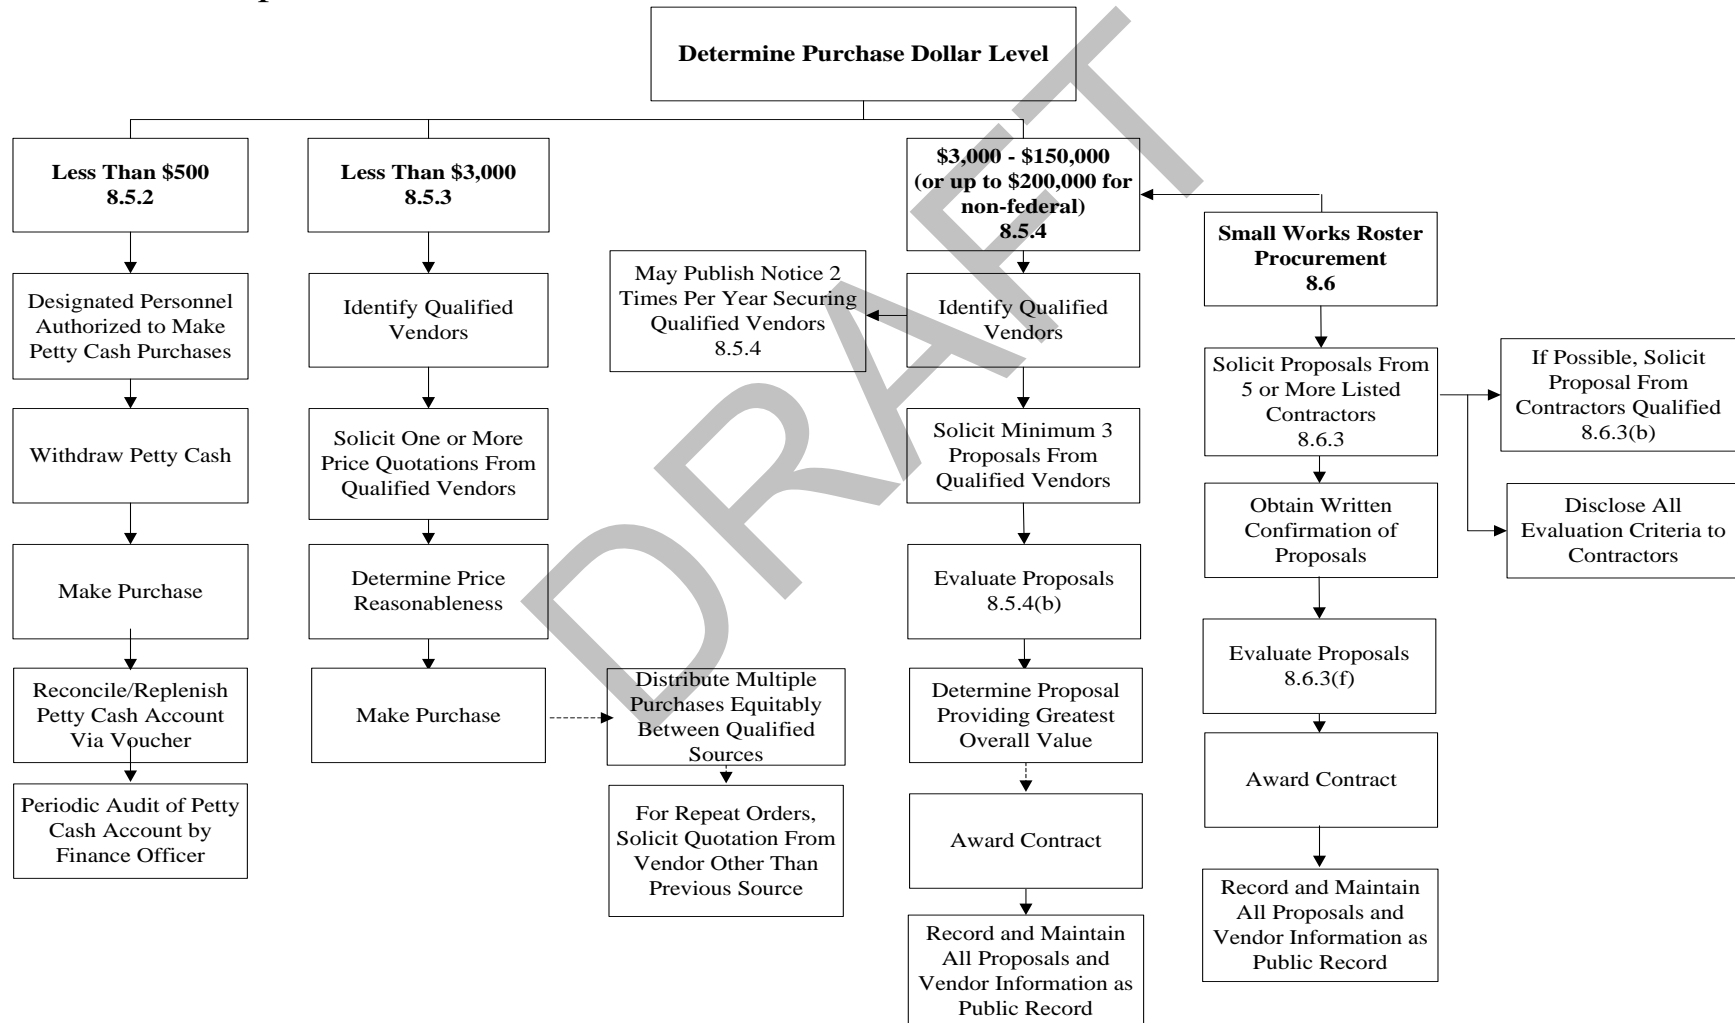 Determine Purchase Dollar Level
Less Than $500
8.5.2
Designated Personnel
Authorized to Make
Petty Cash Purchases
Withdraw Petty Cash
Make Purchase
Reconcile/Replenish
Petty Cash Account
Via Voucher
Periodic Audit of Petty
Cash Account by
Finance Officer
Less Than $3,000
8.5.3
Identify Qualified
Vendors
Solicit One or More
Price Quotations From
Qualified Vendors
Determine Price
Reasonableness
Make Purchase
Distribute Multiple
Purchases Equitably
Between Qualified
Sources
For Repeat Orders,
Solicit Quotation From
Vendor Other Than
Previous Source
$3,000 - $150,000
(or up to $200,000 for
non-federal)
8.5.4
May Publish Notice 2
Times Per Year Securing
Qualified Vendors
8.5.4
Identify Qualified
Vendors
Solicit Minimum 3
Proposals From
Qualified Vendors
Evaluate Proposals
8.5.4(b)
Determine Proposal
Providing Greatest
Overall Value
Award Contract
Record and Maintain
All Proposals and
Vendor Information as
Public Record
Small Works Roster
Procurement
8.6
Solicit Proposals From
5 or More Listed
Contractors
8.6.3
If Possible, Solicit
Proposal From
Contractors Qualified
8.6.3(b)
Disclose All
Evaluation Criteria to
Contractors
Obtain Written
Confirmation of
Proposals
Evaluate Proposals
8.6.3(f)
Award Contract
Record and Maintain
All Proposals and
Vendor Information as
Public Record
DRAFT